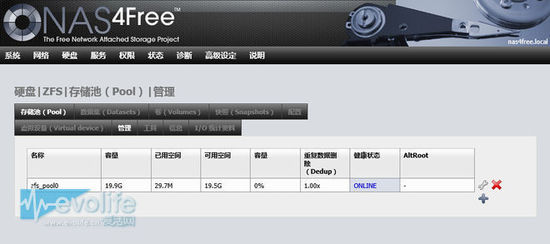 NAS4Free
The Free Network Attached Storage Project
nas4free.local
系统 网络 硬盘 服务 权限 状态 诊断 高级设定 说明
硬盘|ZFS|存储池（Pool）|管理
存储池（Pool） 数据集（Datasets） 卷（Volumes） 快照（Snapshots） 配置
虚拟设备（Virtual device） 管理 工具 信息 I/O 统计资料
名称 容量 已用空间 可用空间 容量 重复数据删除（Dedup） 健康状态 AltRoot
zfs_pool0 19.9G 29.7M 19.5G 0% 1.00x ONLINE -
evolife
www.evolife.cn 爱活网